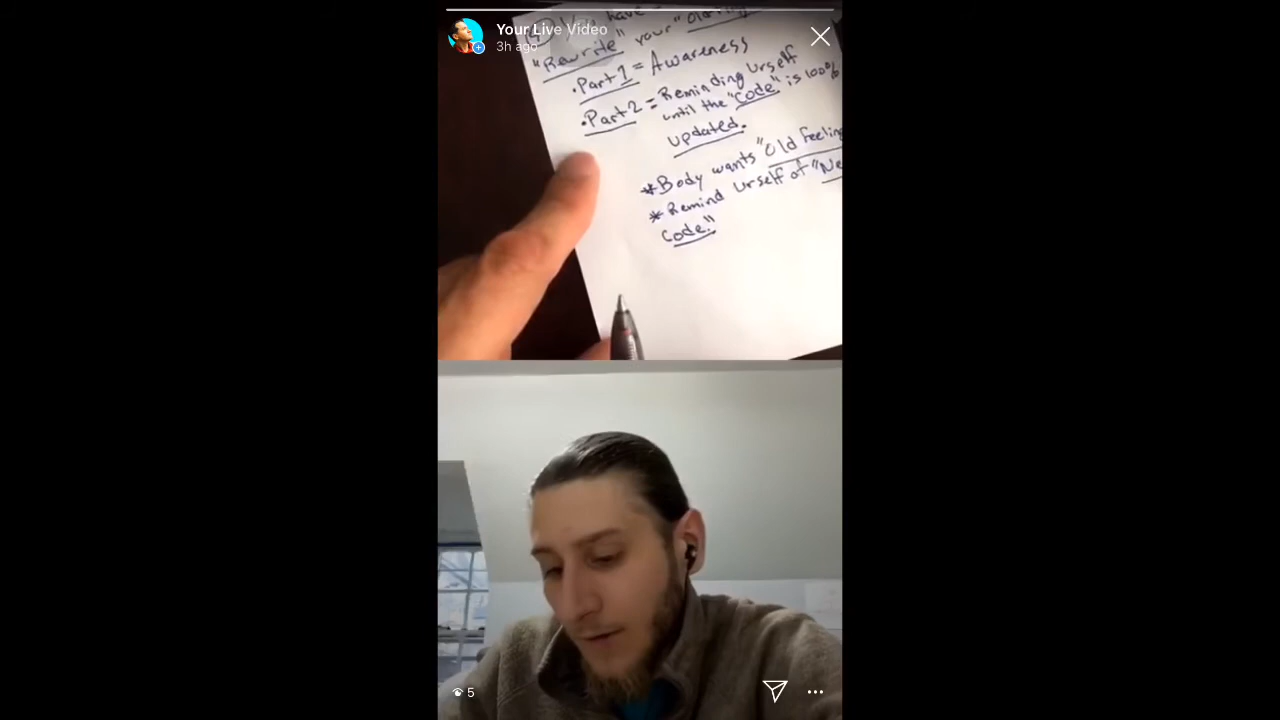 Your Live Video
3h ago
have
"Rewrite" your "Old
• Part 1 = Awareness
• Part 2 = Reminding urself
until the "Code" is 100%
updated.
* Body wants "Old feeling
* Remind urself of "Ne
Code."
5